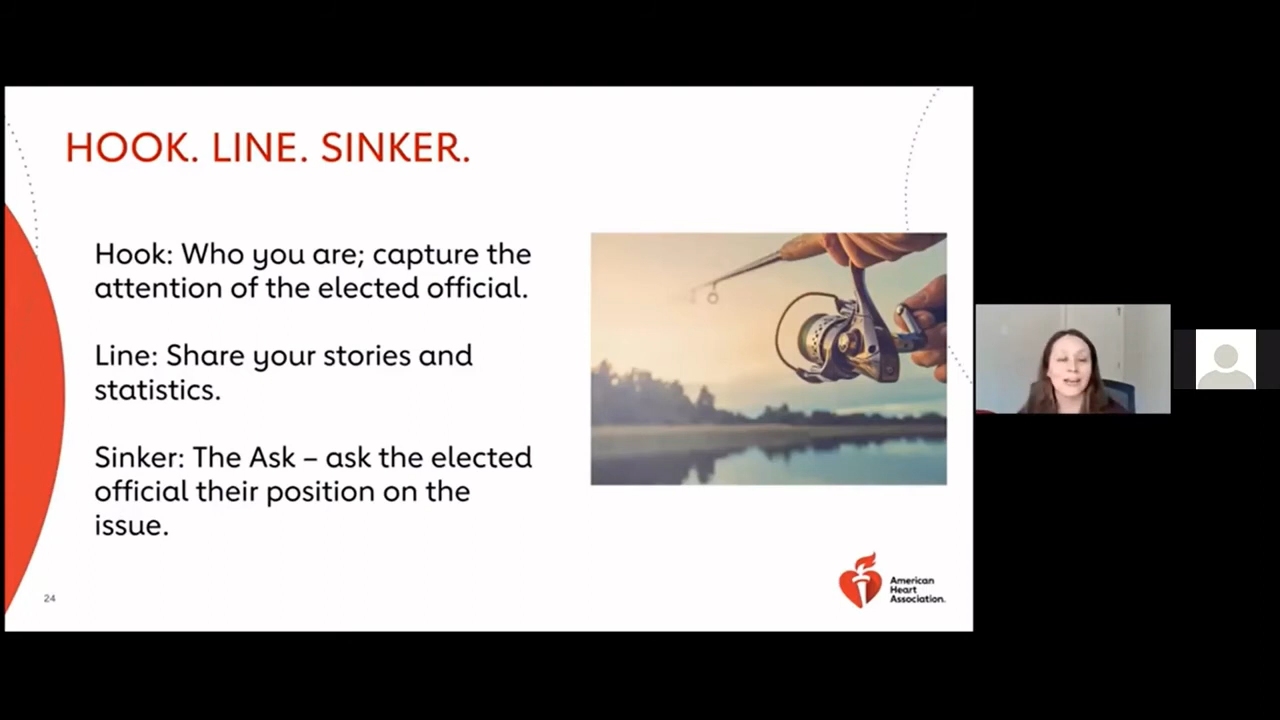 HOOK. LINE. SINKER.
Hook: Who you are; capture the
attention of the elected official.
Line: Share your stories and
statistics.
Sinker: The Ask – ask the elected
official their position on the
issue.
24
American
Heart
Association.